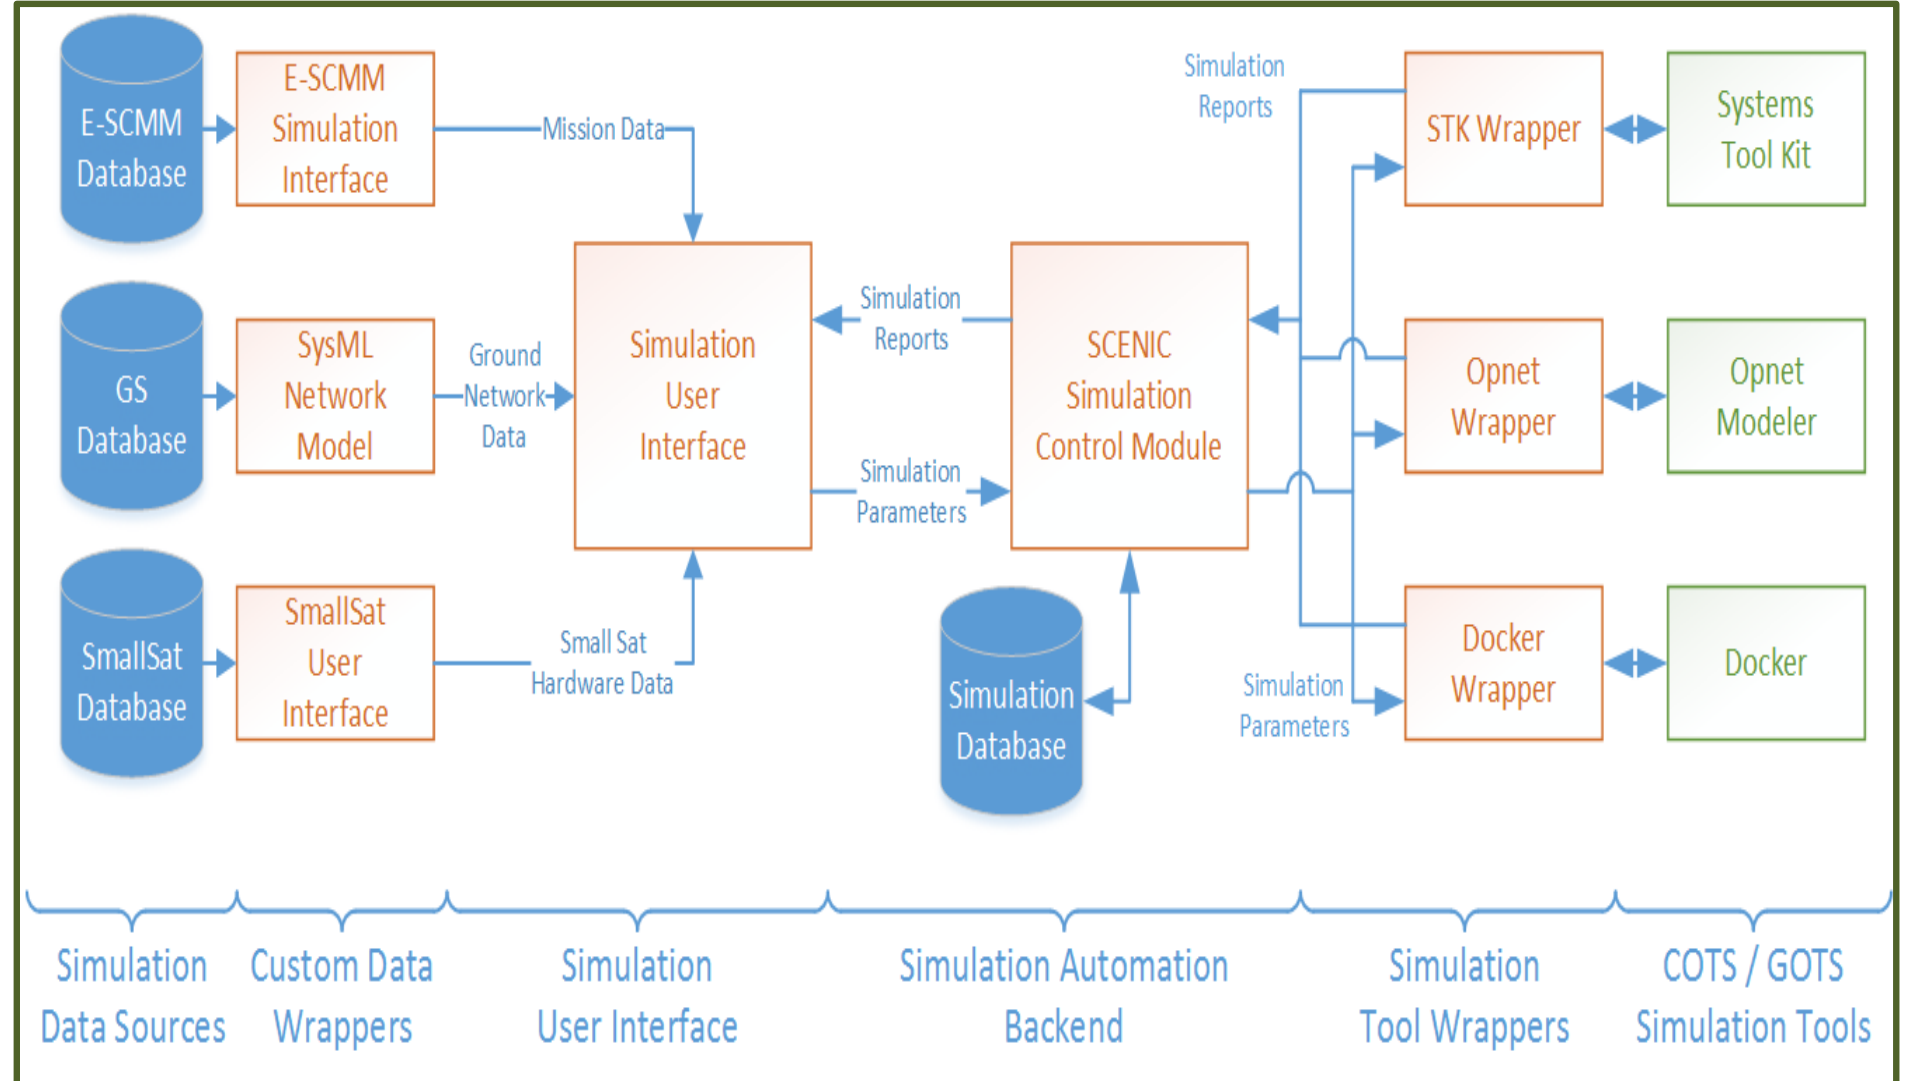 E-SCMM
Database
E-SCMM
Simulation
Interface
Mission Data
GS
Database
SysML
Network
Model
Ground
Network
Data
SmallSat
Database
SmallSat
User
Interface
Small Sat
Hardware Data
Simulation
User
Interface
Simulation
Reports
Simulation
Parameters
SCENIC
Simulation
Control Module
Simulation
Database
Simulation
Reports
Simulation
Parameters
STK Wrapper
Systems
Tool Kit
Opnet
Wrapper
Opnet
Modeler
Docker
Wrapper
Docker
Simulation
Data Sources
Custom Data
Wrappers
Simulation
User Interface
Simulation Automation
Backend
Simulation
Tool Wrappers
COTS / GOTS
Simulation Tools